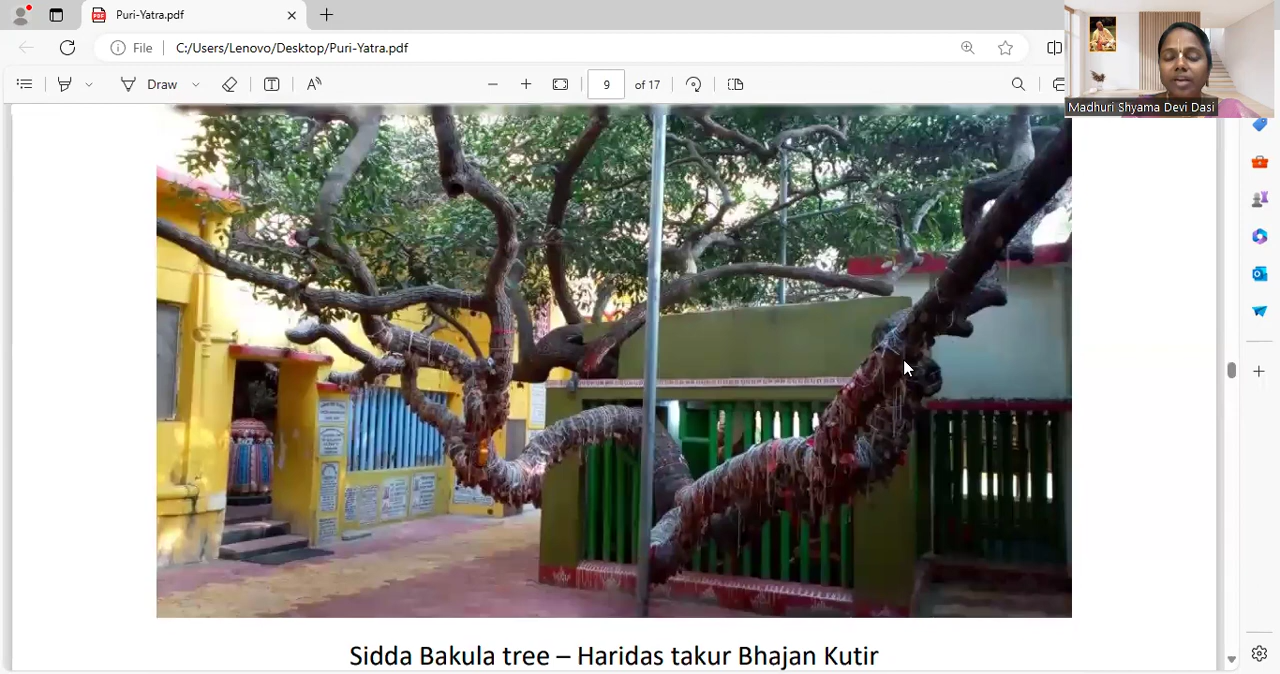 Puri-Yatra.pdf
File
C:/Users/Lenovo/Desktop/Puri-Yatra.pdf
Draw
9 of 17
Madhuri Shyama Devi Dasi
Sidda Bakula tree – Haridas takur Bhajan Kutir